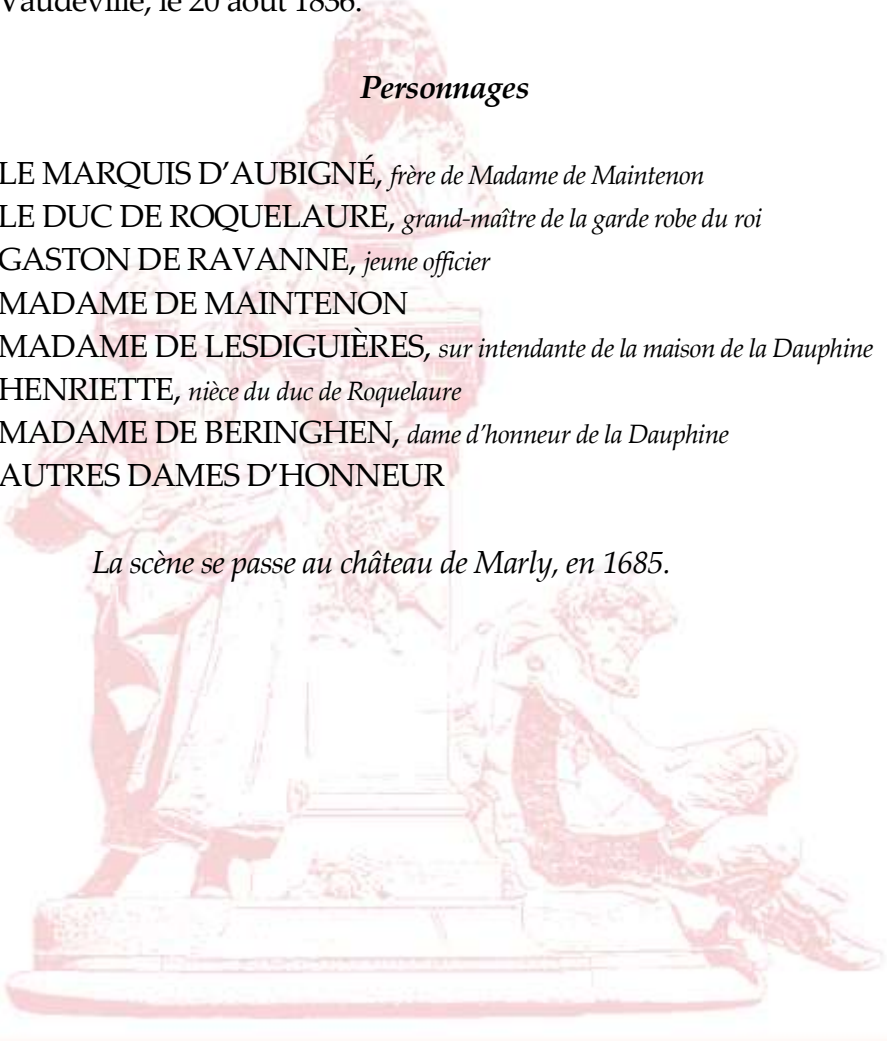 Vaudeville, le 20 août 1836.
Personnages
LE MARQUIS D’AUBIGNÉ, frère de Madame de Maintenon
LE DUC DE ROQUELAURE, grand-maître de la garde robe du roi
GASTON DE RAVANNE, jeune officier
MADAME DE MAINTENON
MADAME DE LESDIGUIÈRES, sur intendante de la maison de la Dauphine
HENRIETTE, nièce du duc de Roquelaure
MADAME DE BERINGHEN, dame d’honneur de la Dauphine
AUTRES DAMES D’HONNEUR
La scène se passe au château de Marly, en 1685.